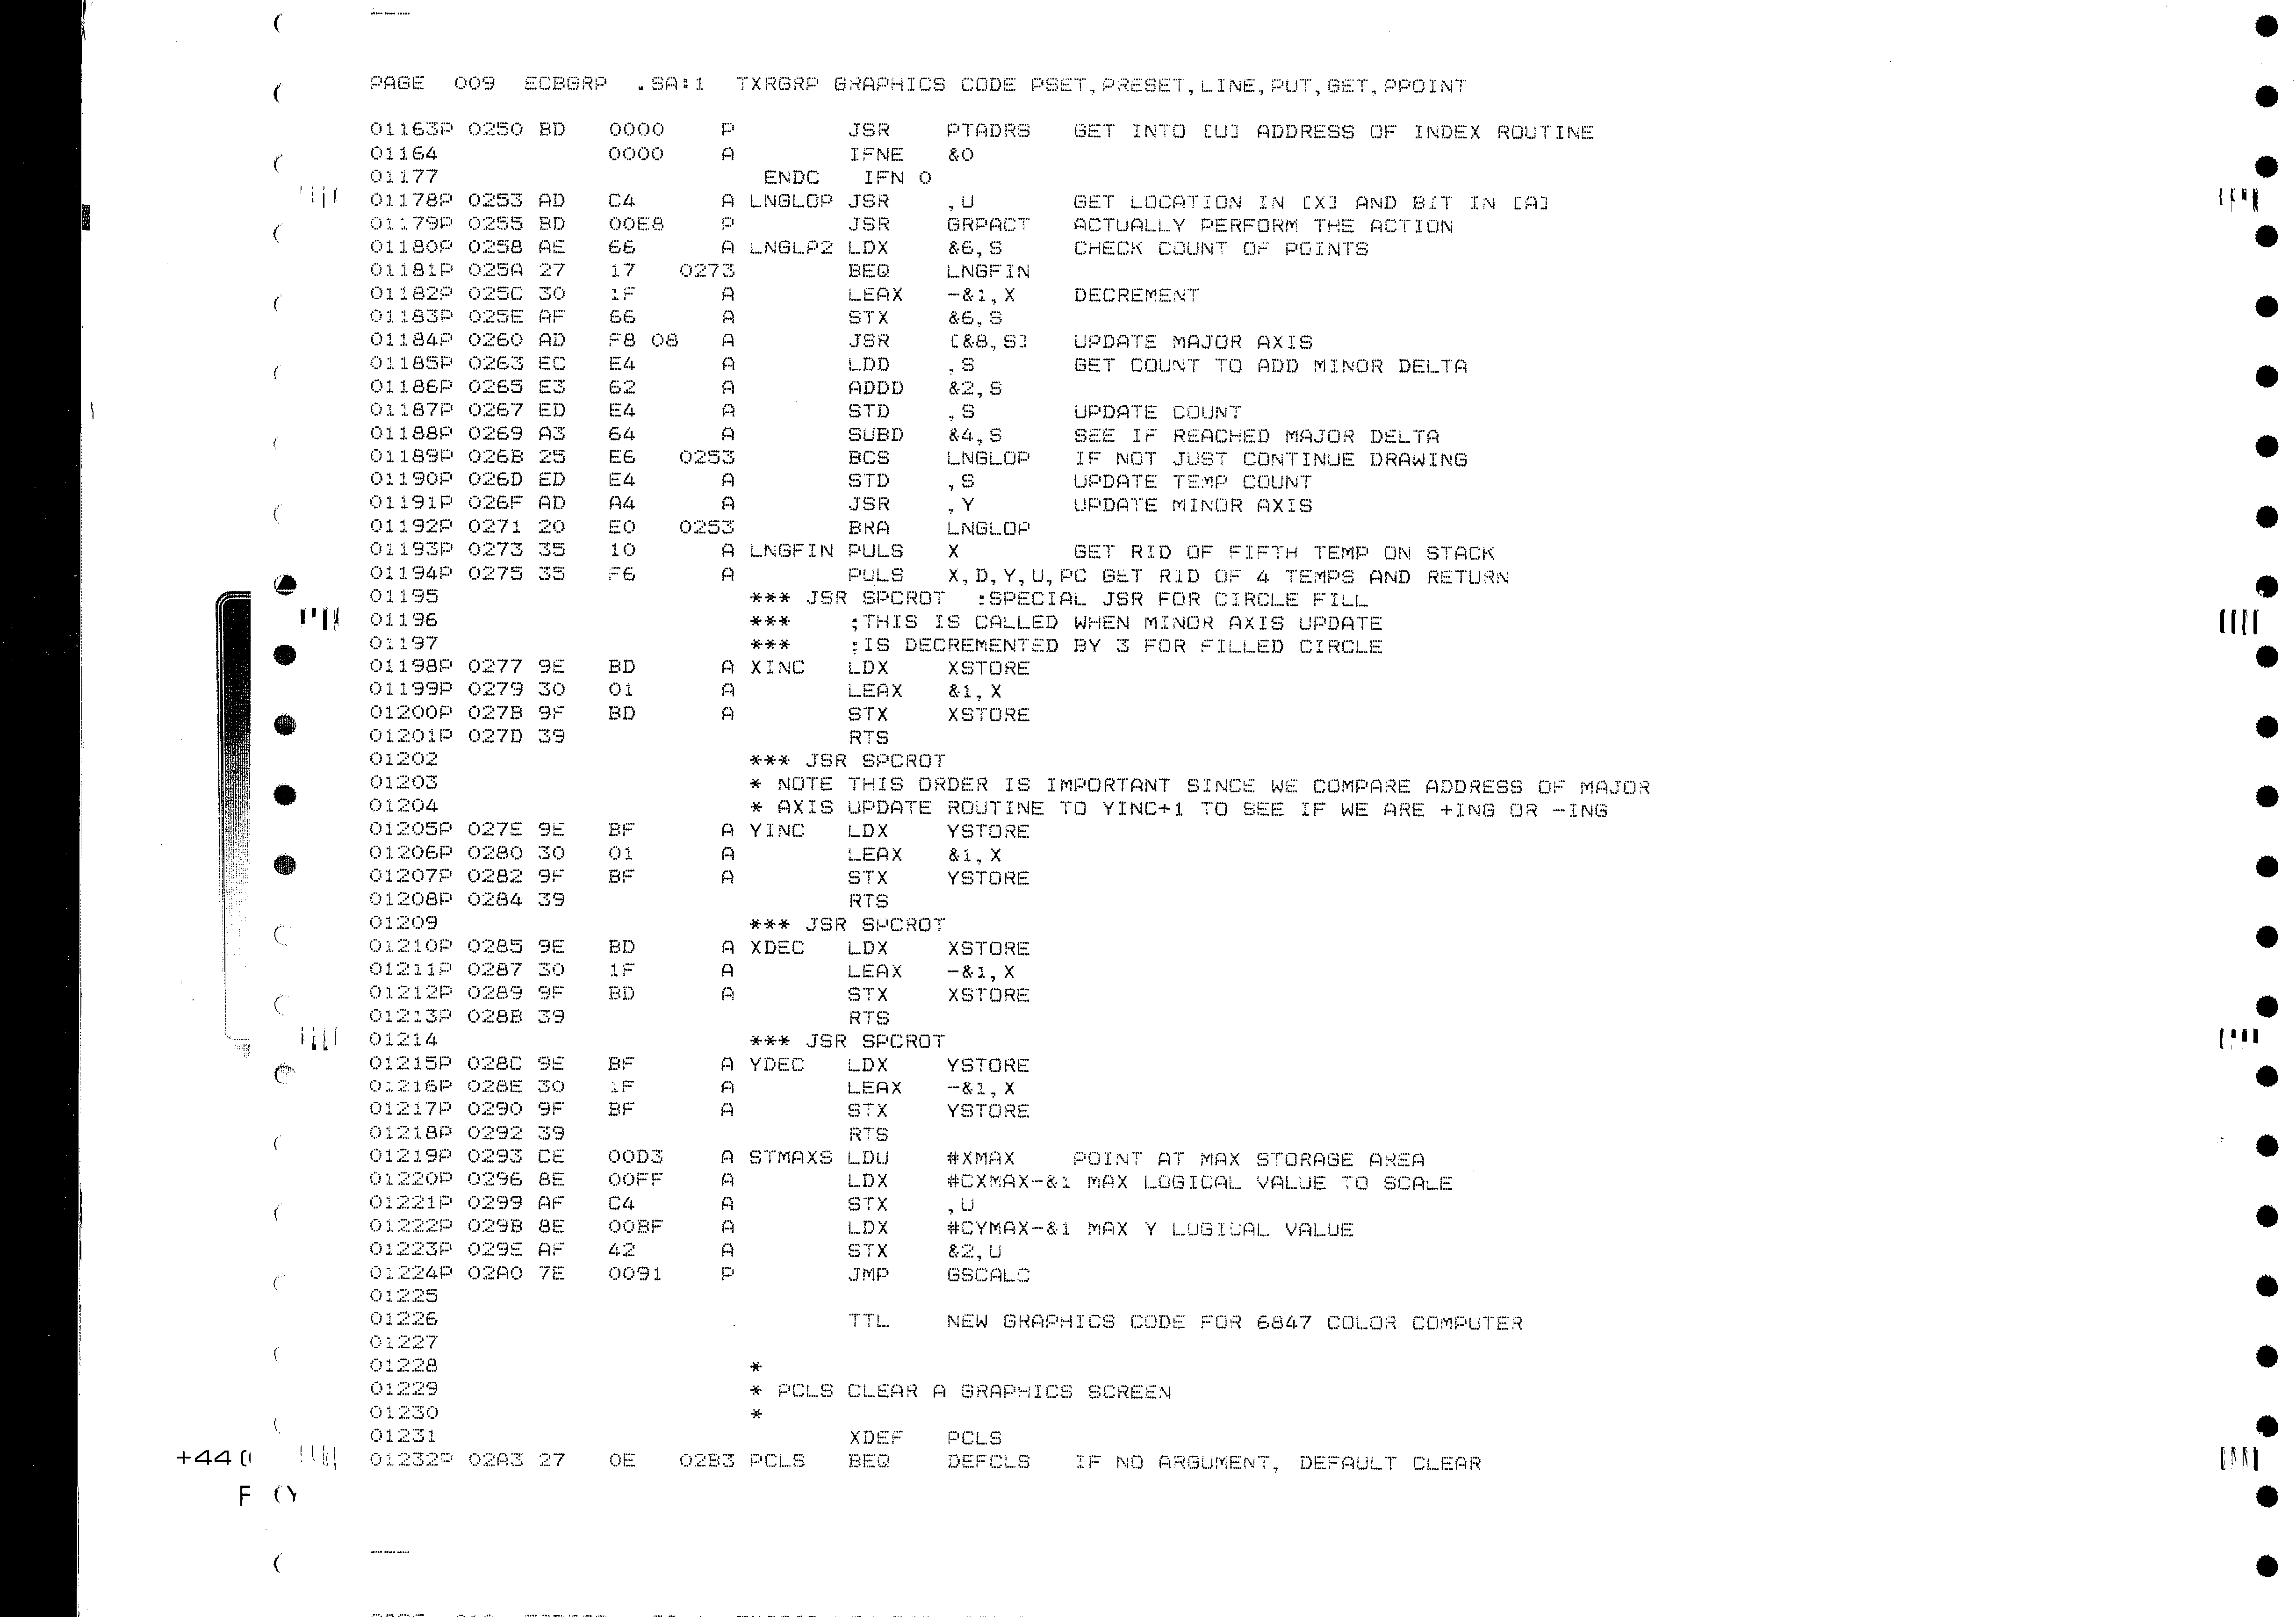 PAGE  009  ECBGRP  .SA:1  TXRGRP GRAPHICS CODE PSET,PRESET,LINE,PUT,GET,PPOINT
01163P 0250 BD   0000    P         JSR    PTADRS   GET INTO [U] ADDRESS OF INDEX ROUTINE
01164            0000    A         IFNE   &0
01177                       ENDC   IFN 0
01178P 0253 AD   C4      A LNGLOP JSR    ,U       GET LOCATION IN [X] AND BIT IN [A]
01179P 0255 BD   00E8    P        JSR    GRPACT   ACTUALLY PERFORM THE ACTION
01180P 0258 AE   66      A LNGLP2 LDX    &6,S     CHECK COUNT OF POINTS
01181P 025A 27   17   0273        BEQ    LNGFIN
01182P 025C 30   1F      A        LEAX   -&1,X    DECREMENT
01183P 025E AF   66      A        STX    &6,S
01184P 0260 AD   F8 08   A        JSR    [&8,S]   UPDATE MAJOR AXIS
01185P 0263 EC   E4      A        LDD    ,S       GET COUNT TO ADD MINOR DELTA
01186P 0265 E3   62      A        ADDD   &2,S
01187P 0267 ED   E4      A        STD    ,S       UPDATE COUNT
01188P 0269 A3   64      A        SUBD   &4,S     SEE IF REACHED MAJOR DELTA
01189P 026B 25   E6   0253        BCS    LNGLOP   IF NOT JUST CONTINUE DRAWING
01190P 026D ED   E4      A        STD    ,S       UPDATE TEMP COUNT
01191P 026F AD   A4      A        JSR    ,Y       UPDATE MINOR AXIS
01192P 0271 20   E0   0253        BRA    LNGLOP
01193P 0273 35   10      A LNGFIN PULS   X        GET RID OF FIFTH TEMP ON STACK
01194P 0275 35   F6      A        PULS   X,D,Y,U,PC GET RID OF 4 TEMPS AND RETURN
01195                      *** JSR SPCROT  ;SPECIAL JSR FOR CIRCLE FILL
01196                      ***    ;THIS IS CALLED WHEN MINOR AXIS UPDATE
01197                      ***    ;IS DECREMENTED BY 3 FOR FILLED CIRCLE
01198P 0277 9E   BD      A XINC   LDX    XSTORE
01199P 0279 30   01      A        LEAX   &1,X
01200P 027B 9F   BD      A        STX    XSTORE
01201P 027D 39                    RTS
01202                      *** JSR SPCROT
01203                      * NOTE THIS ORDER IS IMPORTANT SINCE WE COMPARE ADDRESS OF MAJOR
01204                      * AXIS UPDATE ROUTINE TO YINC+1 TO SEE IF WE ARE +ING OR -ING
01205P 027E 9E   BF      A YINC   LDX    YSTORE
01206P 0280 30   01      A        LEAX   &1,X
01207P 0282 9F   BF      A        STX    YSTORE
01208P 0284 39                    RTS
01209                      *** JSR SPCROT
01210P 0285 9E   BD      A XDEC   LDX    XSTORE
01211P 0287 30   1F      A        LEAX   -&1,X
01212P 0289 9F   BD      A        STX    XSTORE
01213P 028B 39                    RTS
01214                      *** JSR SPCROT
01215P 028C 9E   BF      A YDEC   LDX    YSTORE
01216P 028E 30   1F      A        LEAX   -&1,X
01217P 0290 9F   BF      A        STX    YSTORE
01218P 0292 39                    RTS
01219P 0293 CE   00D3    A STMAXS LDU    #XMAX    POINT AT MAX STORAGE AREA
01220P 0296 8E   00FF    A        LDX    #CXMAX-&1 MAX LOGICAL VALUE TO SCALE
01221P 0299 AF   C4      A        STX    ,U
01222P 029B 8E   00BF    A        LDX    #CYMAX-&1 MAX Y LOGICAL VALUE
01223P 029E AF   42      A        STX    &2,U
01224P 02A0 7E   0091    P        JMP    GSCALC
01225
01226                             TTL    NEW GRAPHICS CODE FOR 6847 COLOR COMPUTER
01227
01228                      *
01229                      * PCLS CLEAR A GRAPHICS SCREEN
01230                      *
01231                             XDEF   PCLS
01232P 02A3 27   0E   02B3 PCLS   BEQ    DEFCLS   IF NO ARGUMENT, DEFAULT CLEAR
+44 (
F